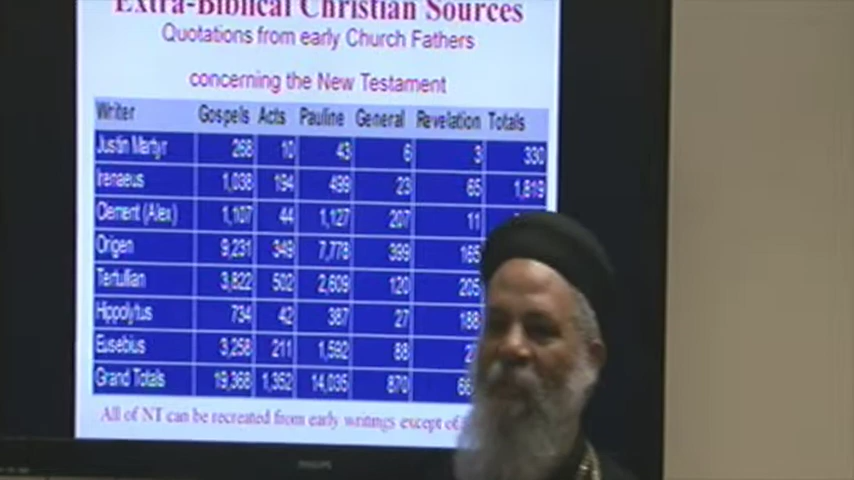 Extra-Biblical Christian Sources
Quotations from early Church Fathers
concerning the New Testament
Writer Gospels Acts Pauline General Revelation Totals
Justin Martyr 268 10 43 6 3 330
Irenaeus 1,038 194 499 23 65 1,819
Clement (Alex) 1,107 44 1,127 207 11
Origen 9,231 349 7,778 399 165
Tertullian 3,822 502 2,609 120 205
Hippolytus 734 42 387 27 188
Eusebius 3,258 211 1,592 88
Grand Totals 19,368 1,352 14,035 870
All of NT can be recreated from early writings except
PHILIPS